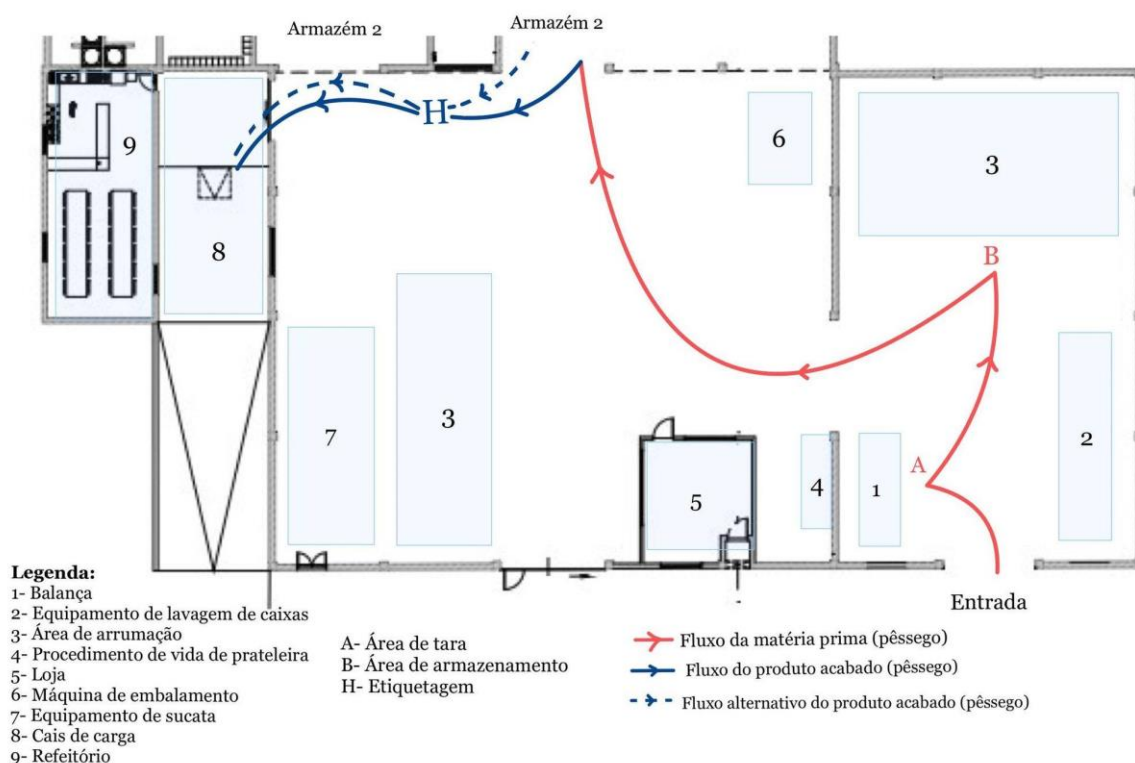 Armazém 2
Armazém 2
H
9
6
3
8
B
3
7
2
A
4
1
5
Entrada
Legenda:
1- Balança
2- Equipamento de lavagem de caixas
3- Área de arrumação
4- Procedimento de vida de prateleira
5- Loja
6- Máquina de embalamento
7- Equipamento de sucata
8- Cais de carga
9- Refeitório
A- Área de tara
B- Área de armazenamento
H- Etiquetagem
Fluxo da matéria prima (pêssego)
Fluxo do produto acabado (pêssego)
Fluxo alternativo do produto acabado (pêssego)